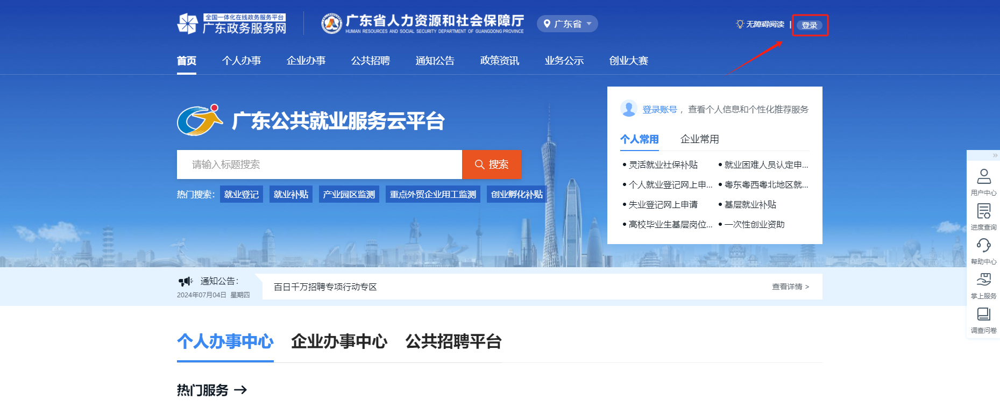 全国一体化在线政务服务平台
广东政务服务网
广东省人力资源和社会保障厅
HUMAN RESOURCES AND SOCIAL SECURITY DEPARTMENT OF GUANGDONG PROVINCE
广东省
无障碍阅读 | 登录
首页 个人办事 企业办事 公共招聘 通知公告 政策资讯 业务公示 创业大赛
广东公共就业服务云平台
请输入标题搜索 搜索
热门搜索: 就业登记 就业补贴 产业园区监测 重点外贸企业用工监测 创业孵化补贴
登录账号， 查看个人信息和个性化推荐服务
个人常用 企业常用
• 灵活就业社保补贴 • 就业困难人员认定申...
• 个人就业登记网上申... • 粤东粤西粤北地区就...
• 失业登记网上申请 • 基层就业补贴
• 高校毕业生基层岗位... • 一次性创业资助
»
用户中心
进度查询
帮助中心
掌上服务
调查问卷
通知公告:
2024年07月04日 星期四
百日千万招聘专项行动专区 查看详情 >
个人办事中心 企业办事中心 公共招聘平台
热门服务 →